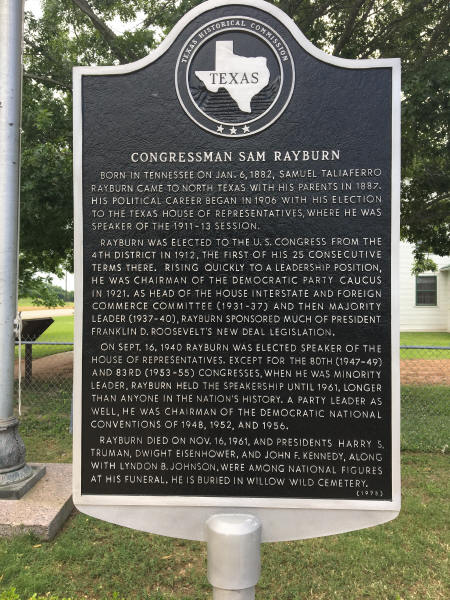 TEXAS HISTORICAL COMMISSION
TEXAS
CONGRESSMAN SAM RAYBURN
BORN IN TENNESSEE ON JAN. 6, 1882, SAMUEL TALIAFERRO
RAYBURN CAME TO NORTH TEXAS WITH HIS PARENTS IN 1887.
HIS POLITICAL CAREER BEGAN IN 1906 WITH HIS ELECTION
TO THE TEXAS HOUSE OF REPRESENTATIVES, WHERE HE WAS
SPEAKER OF THE 1911-13 SESSION.
RAYBURN WAS ELECTED TO THE U.S. CONGRESS FROM THE
4TH DISTRICT IN 1912, THE FIRST OF HIS 25 CONSECUTIVE
TERMS THERE. RISING QUICKLY TO A LEADERSHIP POSITION,
HE WAS CHAIRMAN OF THE DEMOCRATIC PARTY CAUCUS
IN 1921. AS HEAD OF THE HOUSE INTERSTATE AND FOREIGN
COMMERCE COMMITTEE (1931-37) AND THEN MAJORITY
LEADER (1937-40), RAYBURN SPONSORED MUCH OF PRESIDENT
FRANKLIN D. ROOSEVELT'S NEW DEAL LEGISLATION.
ON SEPT. 16, 1940 RAYBURN WAS ELECTED SPEAKER OF THE
HOUSE OF REPRESENTATIVES. EXCEPT FOR THE 80TH (1947-49)
AND 83RD (1953-55) CONGRESSES, WHEN HE WAS MINORITY
LEADER, RAYBURN HELD THE SPEAKERSHIP UNTIL 1961, LONGER
THAN ANYONE IN THE NATION'S HISTORY. A PARTY LEADER AS
WELL, HE WAS CHAIRMAN OF THE DEMOCRATIC NATIONAL
CONVENTIONS OF 1948, 1952, AND 1956.
RAYBURN DIED ON NOV. 16, 1961, AND PRESIDENTS HARRY S.
TRUMAN, DWIGHT EISENHOWER, AND JOHN F. KENNEDY, ALONG
WITH LYNDON B. JOHNSON, WERE AMONG NATIONAL FIGURES
AT HIS FUNERAL. HE IS BURIED IN WILLOW WILD CEMETERY.
(1973)